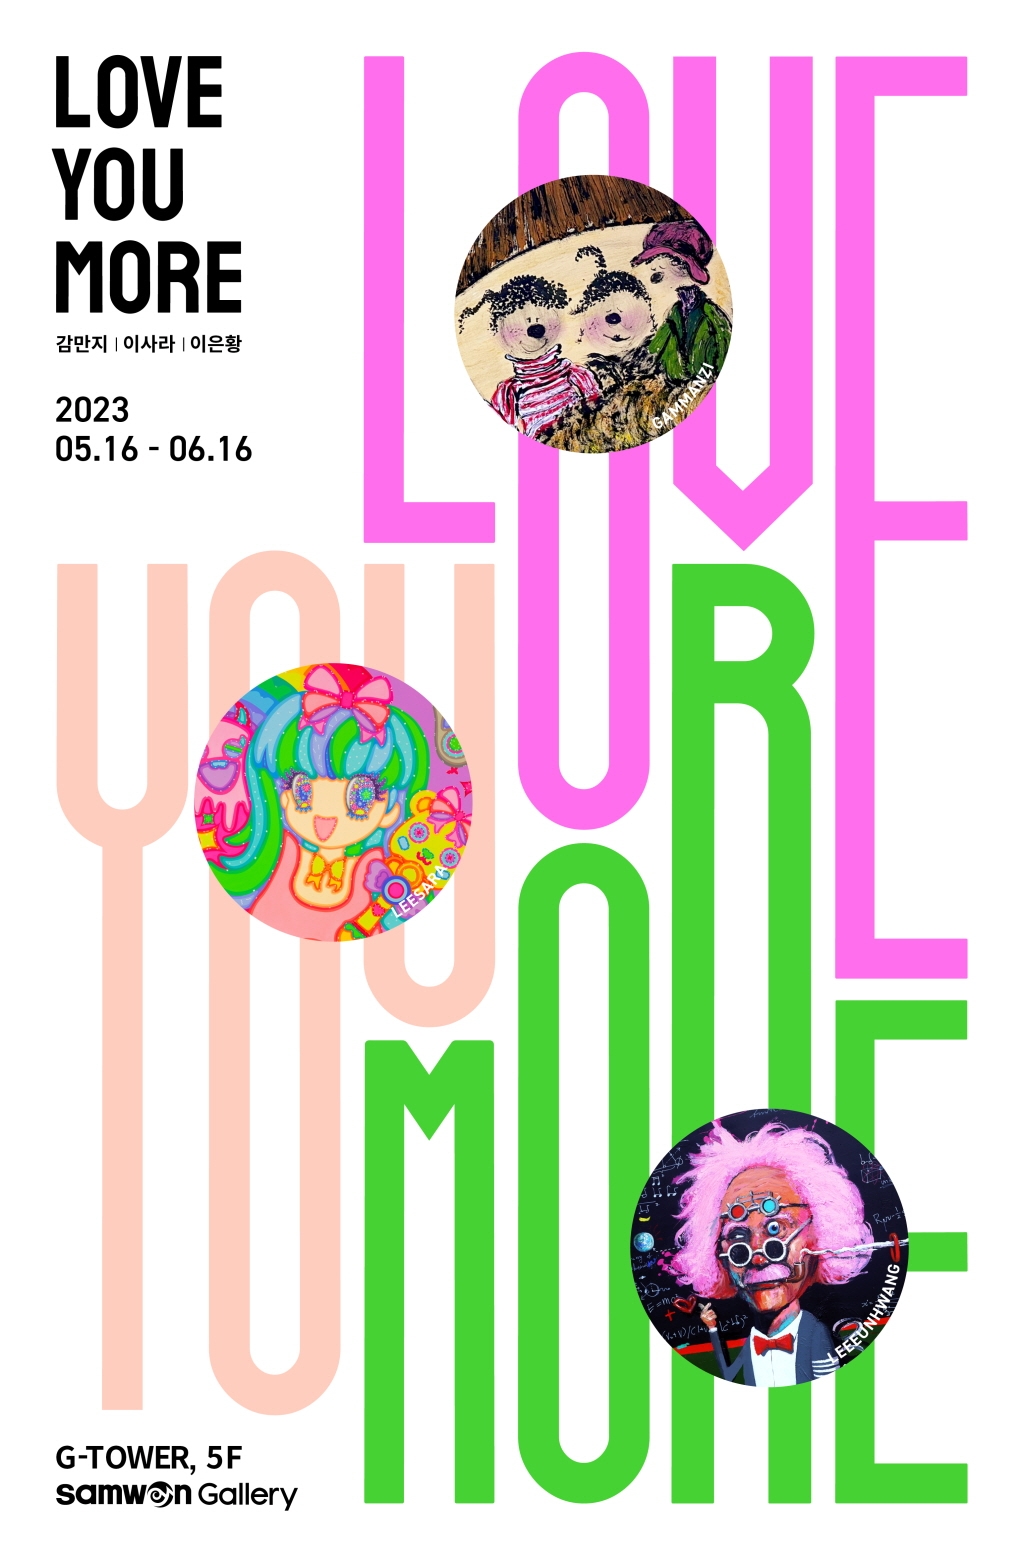 LOVE
YOU
MORE
감만지 | 이사라 | 이은황
2023
05.16 - 06.16
LOVE
GAMMANZI
YOU
LEESARA
MORE
E=mc²
LEEEUNHWANG
G-TOWER, 5F
samwon Gallery